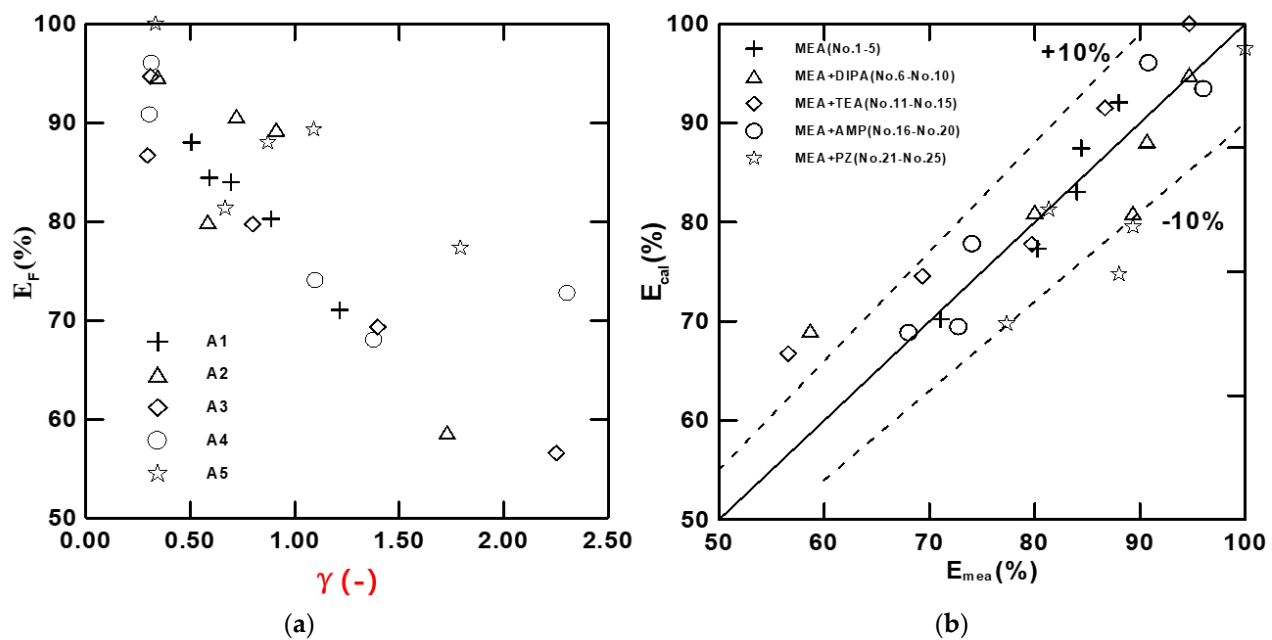 100
90
80
70
60
50
E_F(%)
A1
A2
A3
A4
A5
0.00 0.50 1.00 1.50 2.00 2.50
γ (-)
(a)
100
90
80
70
60
50
E_cal(%)
MEA(No.1-5)
MEA+DIPA(No.6-No.10)
MEA+TEA(No.11-No.15)
MEA+AMP(No.16-No.20)
MEA+PZ(No.21-No.25)
+10%
-10%
50 60 70 80 90 100
E_mea(%)
(b)